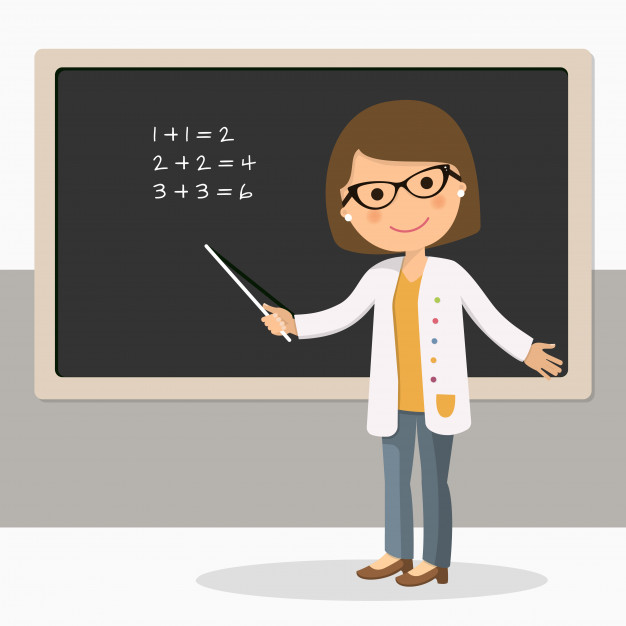 1 + 1 = 2
2 + 2 = 4
3 + 3 = 6